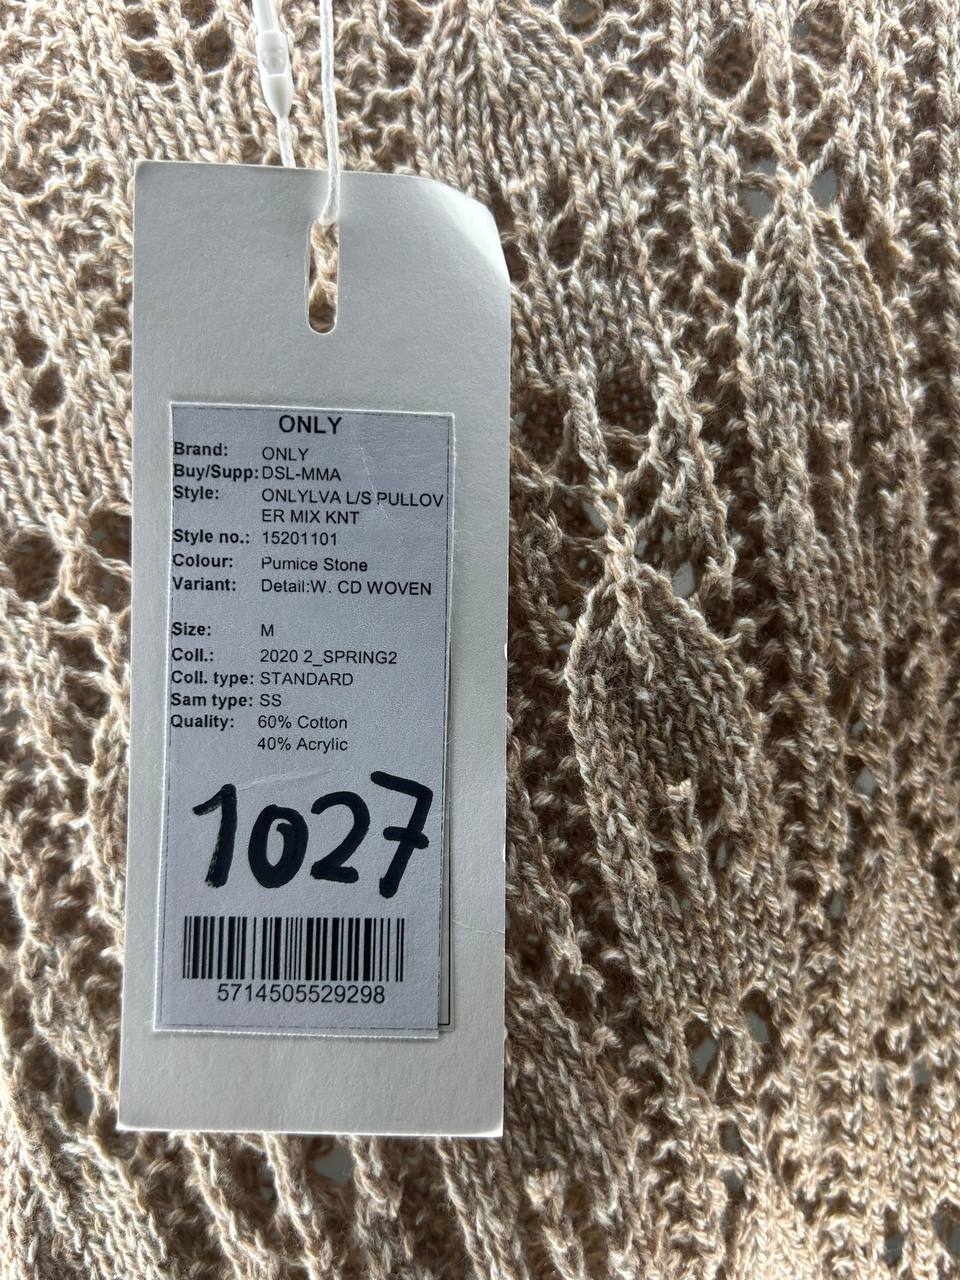 ONLY
Brand: ONLY
Buy/Supp: DSL-MMA
Style: ONLYLVA L/S PULLOV
ER MIX KNT
Style no.: 15201101
Colour: Pumice Stone
Variant: Detail:W. CD WOVEN
Size: M
Coll.: 2020 2_SPRING2
Coll. type: STANDARD
Sam type: SS
Quality: 60% Cotton
40% Acrylic
1027
5714505529298